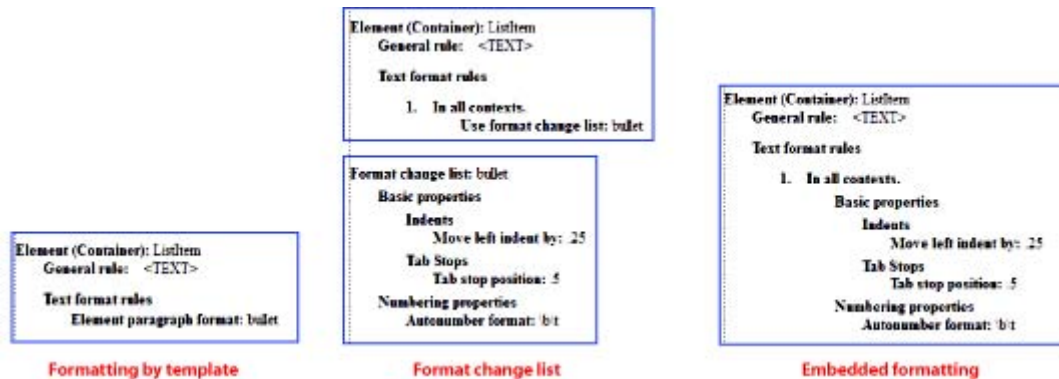 Element (Container): ListItem
General rule: <TEXT>
Text format rules
Element paragraph format: bullet
Formatting by template
Element (Container): ListItem
General rule: <TEXT>
Text format rules
1. In all contexts.
Use format change list: bullet
Format change list: bullet
Basic properties
Indents
Move left indent by: .25
Tab Stops
Tab stop position: .5
Numbering properties
Autonumber format: \b\t
Format change list
Element (Container): ListItem
General rule: <TEXT>
Text format rules
1. In all contexts.
Basic properties
Indents
Move left indent by: .25
Tab Stops
Tab stop position: .5
Numbering properties
Autonumber format: \b\t
Embedded formatting